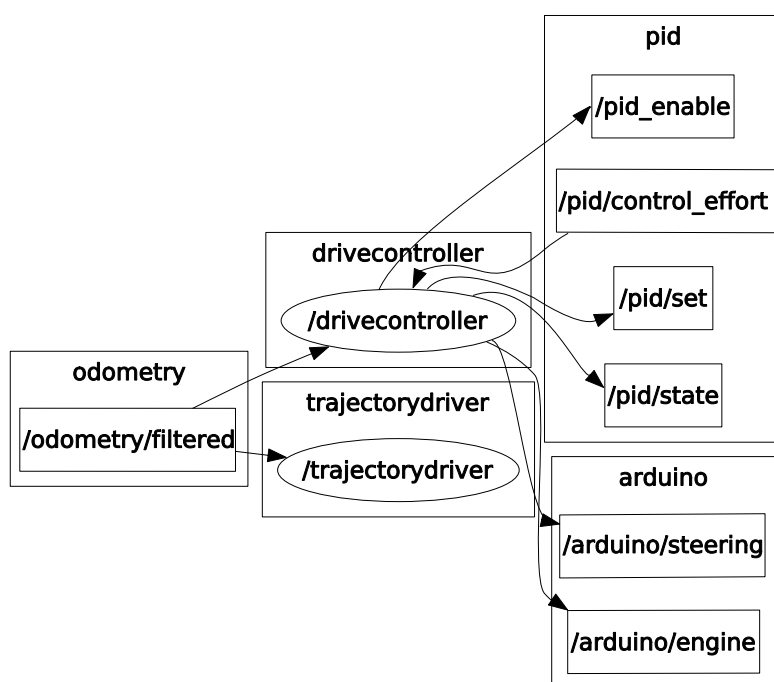 pid
/pid_enable
/pid/control_effort
drivecontroller
/drivecontroller
/pid/set
odometry
/odometry/filtered
trajectorydriver
/trajectorydriver
/pid/state
arduino
/arduino/steering
/arduino/engine